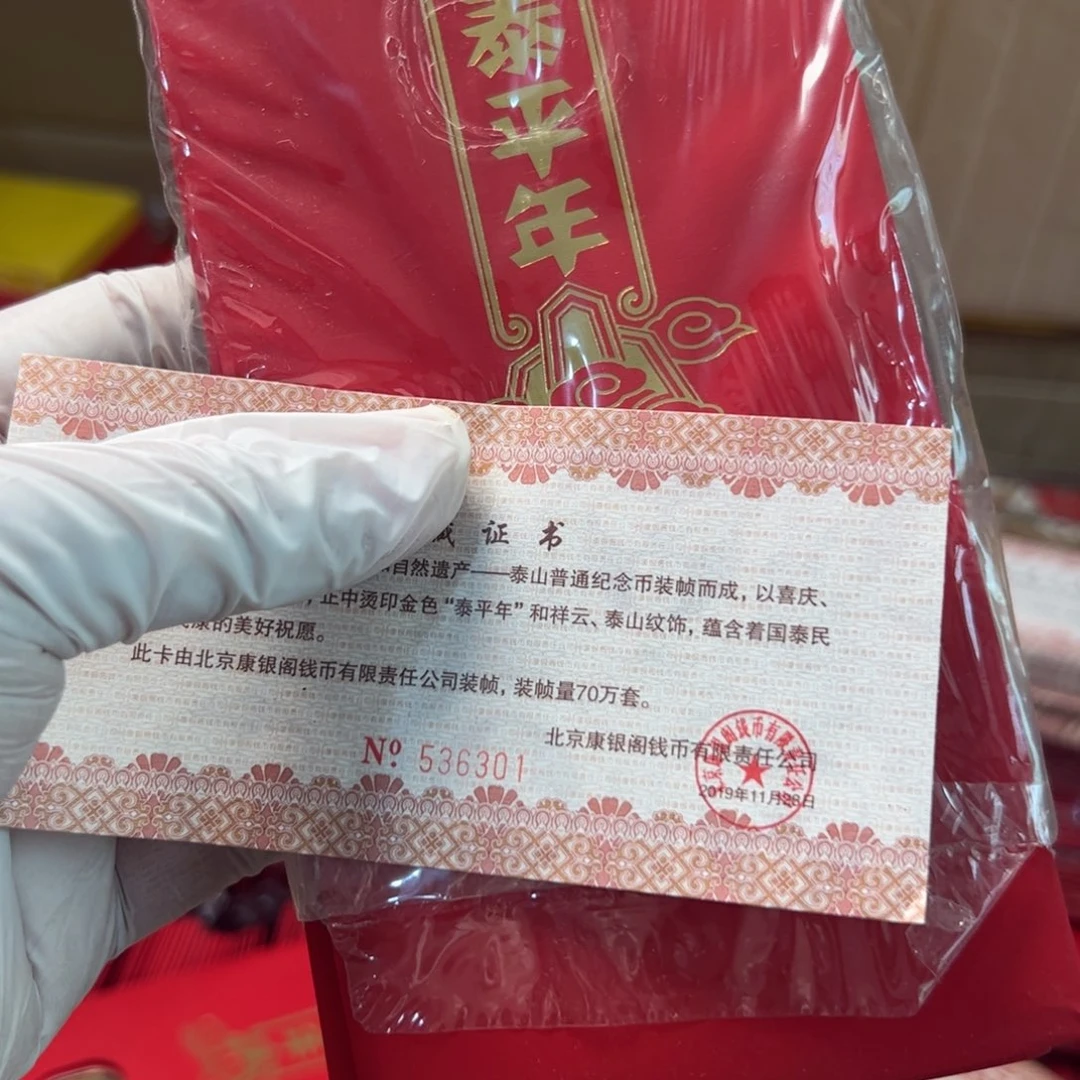 泰平年
证书
自然遗产——泰山普通纪念币装帧而成，以喜庆、
正中烫印金色“泰平年”和祥云、泰山纹饰，蕴含着国泰民
的美好祝愿。
此卡由北京康银阁钱币有限责任公司装帧，装帧量70万套。
北京康银阁钱币有限责任公司
Nº 536301
2019年11月28日